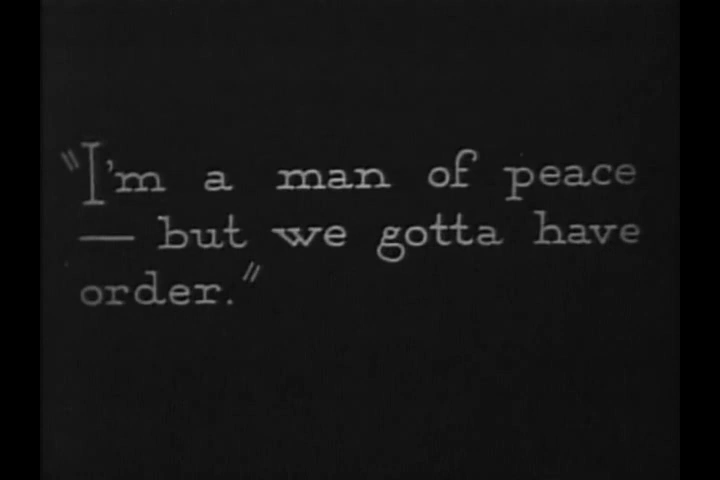 "I'm a man of peace
— but we gotta have
order."